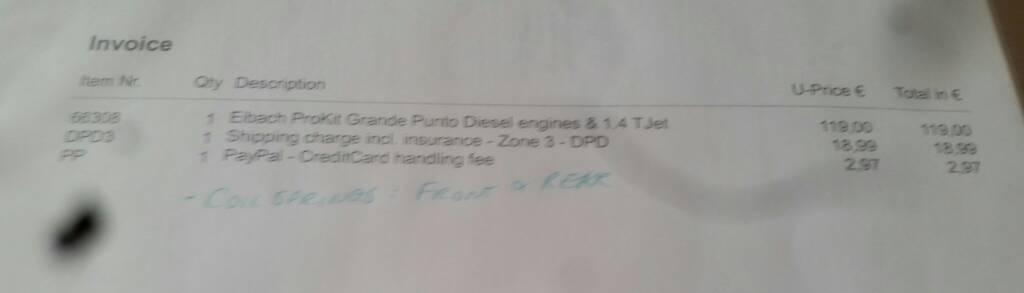 Invoice
Item Nr. Qty Description U-Price € Total in €
66308 1 Eibach ProKit Grande Punto Diesel engines & 1.4 TJet 119,00 119,00
DPD3 1 Shipping charge incl. insurance - Zone 3 - DPD 18,99 18,99
PP 1 PayPal - CreditCard handling fee 2,97 2,97
- COIL SPRINGS : FRONT & REAR